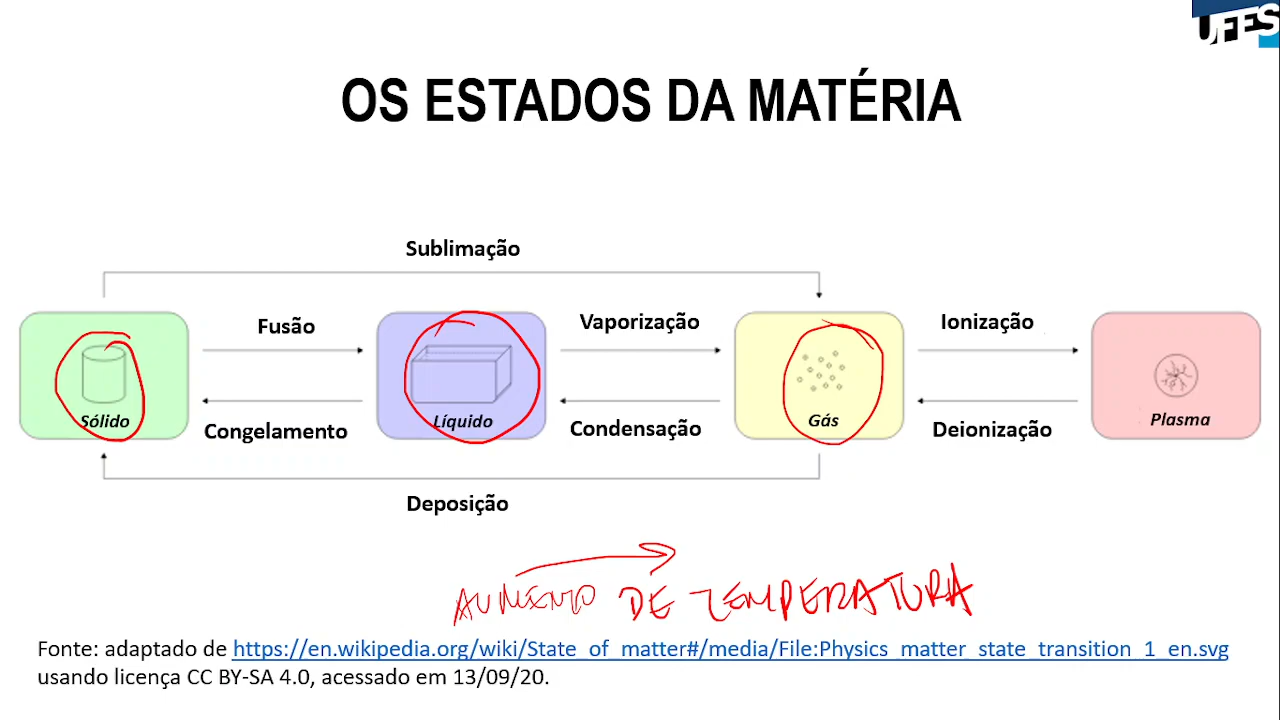 UFES
OS ESTADOS DA MATÉRIA
Sublimação
Fusão
Vaporização
Ionização
Sólido
Líquido
Gás
Plasma
Congelamento
Condensação
Deionização
Deposição
AUMENTO DE TEMPERATURA
Fonte: adaptado de https://en.wikipedia.org/wiki/State_of_matter#/media/File:Physics_matter_state_transition_1_en.svg
usando licença CC BY-SA 4.0, acessado em 13/09/20.